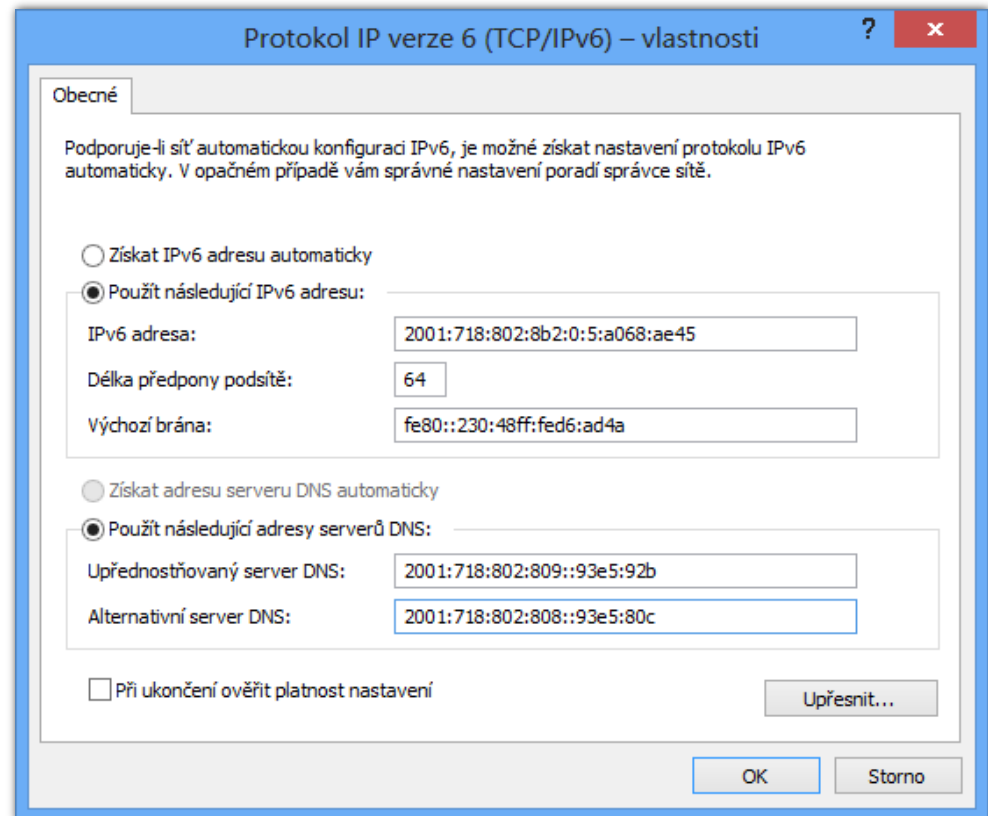 Protokol IP verze 6 (TCP/IPv6) – vlastnosti
?
x
Obecné
Podporuje-li síť automatickou konfiguraci IPv6, je možné získat nastavení protokolu IPv6
automaticky. V opačném případě vám správné nastavení poradí správce sítě.
Získat IPv6 adresu automaticky
Použít následující IPv6 adresu:
IPv6 adresa: 2001:718:802:8b2:0:5:a068:ae45
Délka předpony podsítě: 64
Výchozí brána: fe80::230:48ff:fed6:ad4a
Získat adresu serveru DNS automaticky
Použít následující adresy serverů DNS:
Upřednostňovaný server DNS: 2001:718:802:809::93e5:92b
Alternativní server DNS: 2001:718:802:808::93e5:80c
Při ukončení ověřit platnost nastavení
Upřesnit...
OK Storno